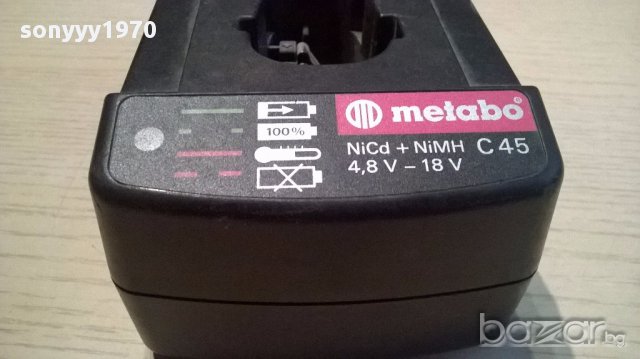 sonyyy1970
metabo®
100%
NiCd + NiMH C 45
4,8 V – 18 V
bazar.bg